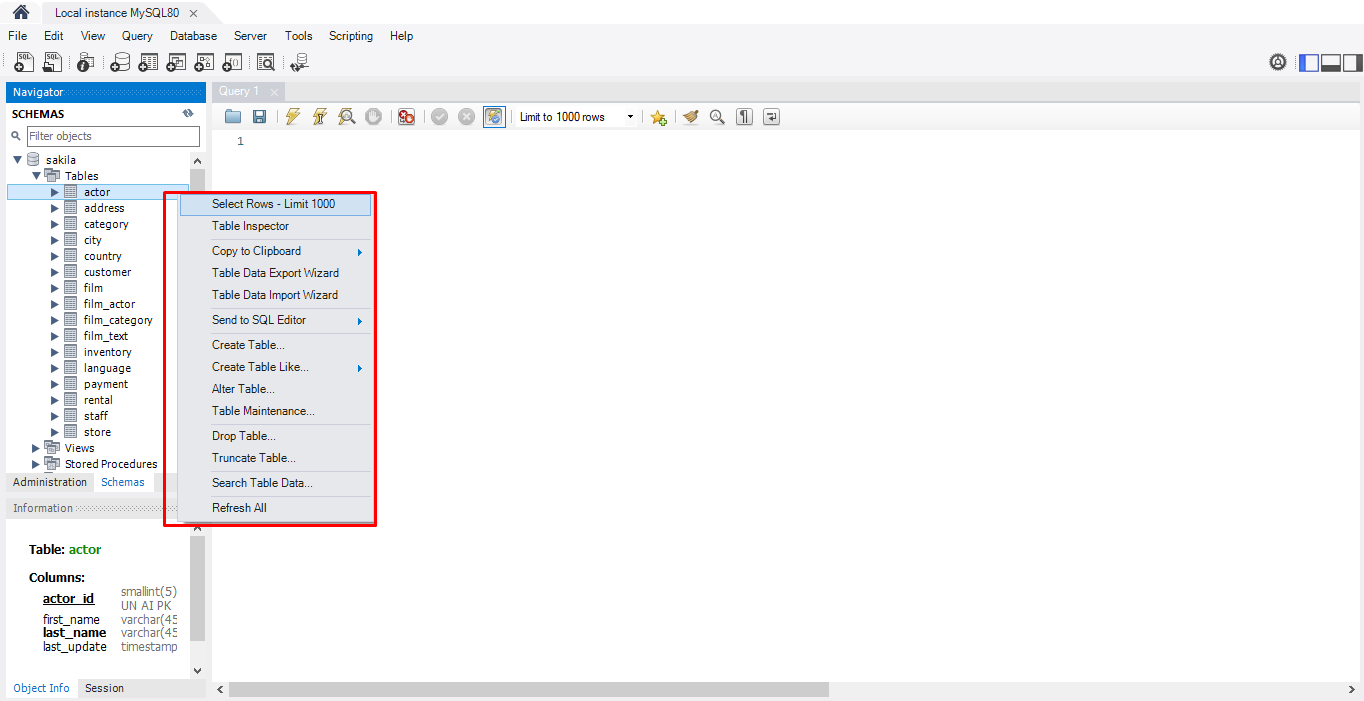 Local instance MySQL80
File Edit View Query Database Server Tools Scripting Help
Navigator
SCHEMAS
Filter objects
sakila
Tables
actor
address
category
city
country
customer
film
film_actor
film_category
film_text
inventory
language
payment
rental
staff
store
Views
Stored Procedures
Administration Schemas
Information
Table: actor
Columns:
actor_id smallint(5)
UN AI PK
first_name varchar(45
last_name varchar(45
last_update timestamp
Object Info Session
Query 1
Limit to 1000 rows
1
Select Rows - Limit 1000
Table Inspector
Copy to Clipboard
Table Data Export Wizard
Table Data Import Wizard
Send to SQL Editor
Create Table...
Create Table Like...
Alter Table...
Table Maintenance...
Drop Table...
Truncate Table...
Search Table Data...
Refresh All